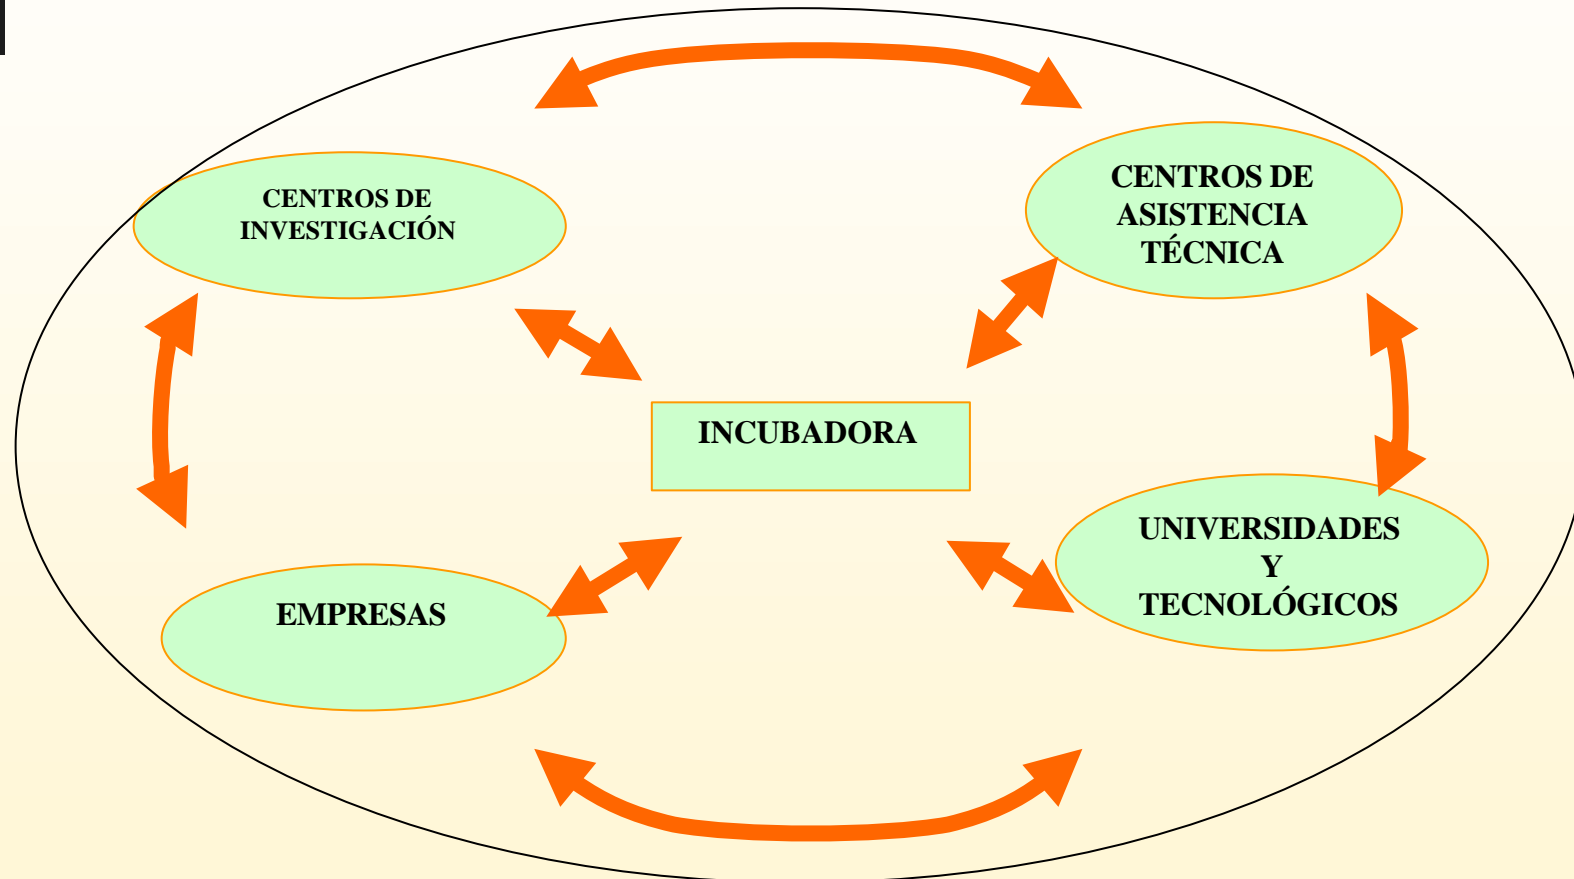 CENTROS DE
INVESTIGACIÓN
CENTROS DE
ASISTENCIA
TÉCNICA
INCUBADORA
UNIVERSIDADES
Y
TECNOLÓGICOS
EMPRESAS